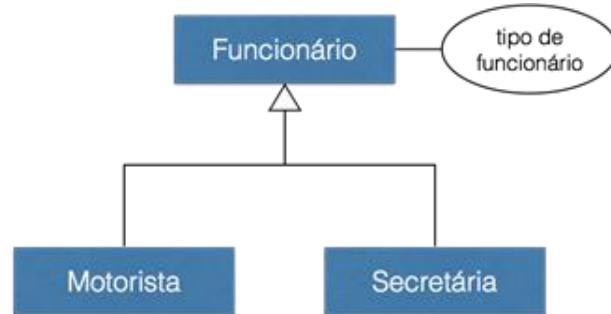 Funcionário
tipo de
funcionário
Motorista
Secretária